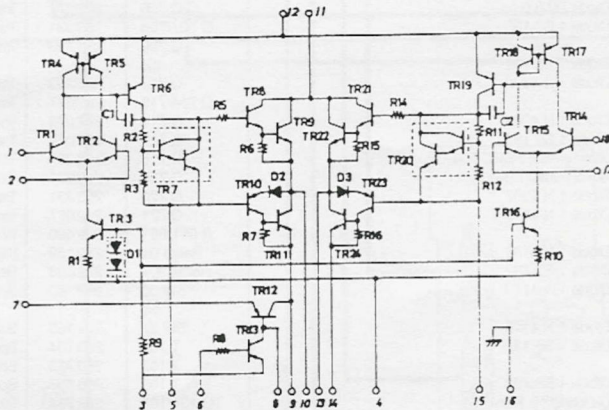 12 11
TR4 TR5 TR18 TR17
TR6 TR8 TR21 TR19
C1 R5 R14 C2
TR1 TR2 R2 TR9 TR22 R11 TR15 TR14
1 R6 R15 TR20 18
2 TR7 D2 D3 R12
R3 TR10 TR23
TR3 TR16
R1 D1 R7 R16 R10
TR11 TR24
7 TR12
R9 R8 TR13
3 5 6 8 9 10 13 14 4 15 16